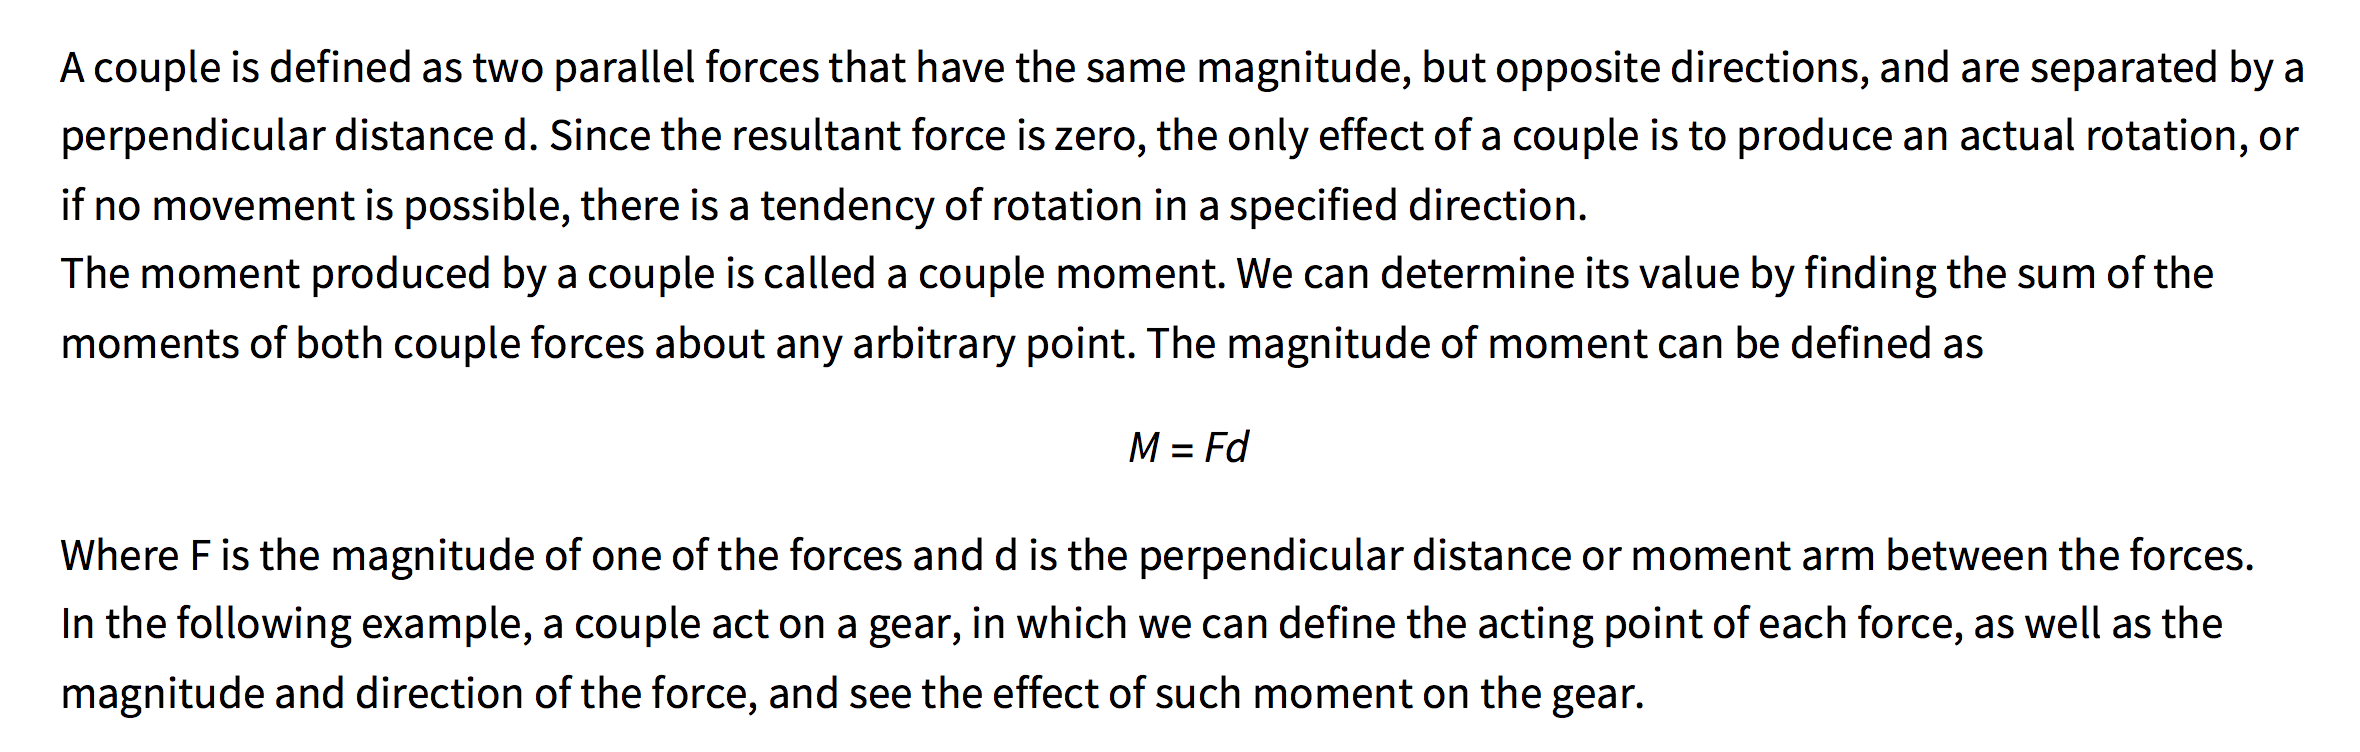 A couple is defined as two parallel forces that have the same magnitude, but opposite directions, and are separated by a
perpendicular distance d. Since the resultant force is zero, the only effect of a couple is to produce an actual rotation, or
if no movement is possible, there is a tendency of rotation in a specified direction.
The moment produced by a couple is called a couple moment. We can determine its value by finding the sum of the
moments of both couple forces about any arbitrary point. The magnitude of moment can be defined as
M = Fd
Where F is the magnitude of one of the forces and d is the perpendicular distance or moment arm between the forces.
In the following example, a couple act on a gear, in which we can define the acting point of each force, as well as the
magnitude and direction of the force, and see the effect of such moment on the gear.